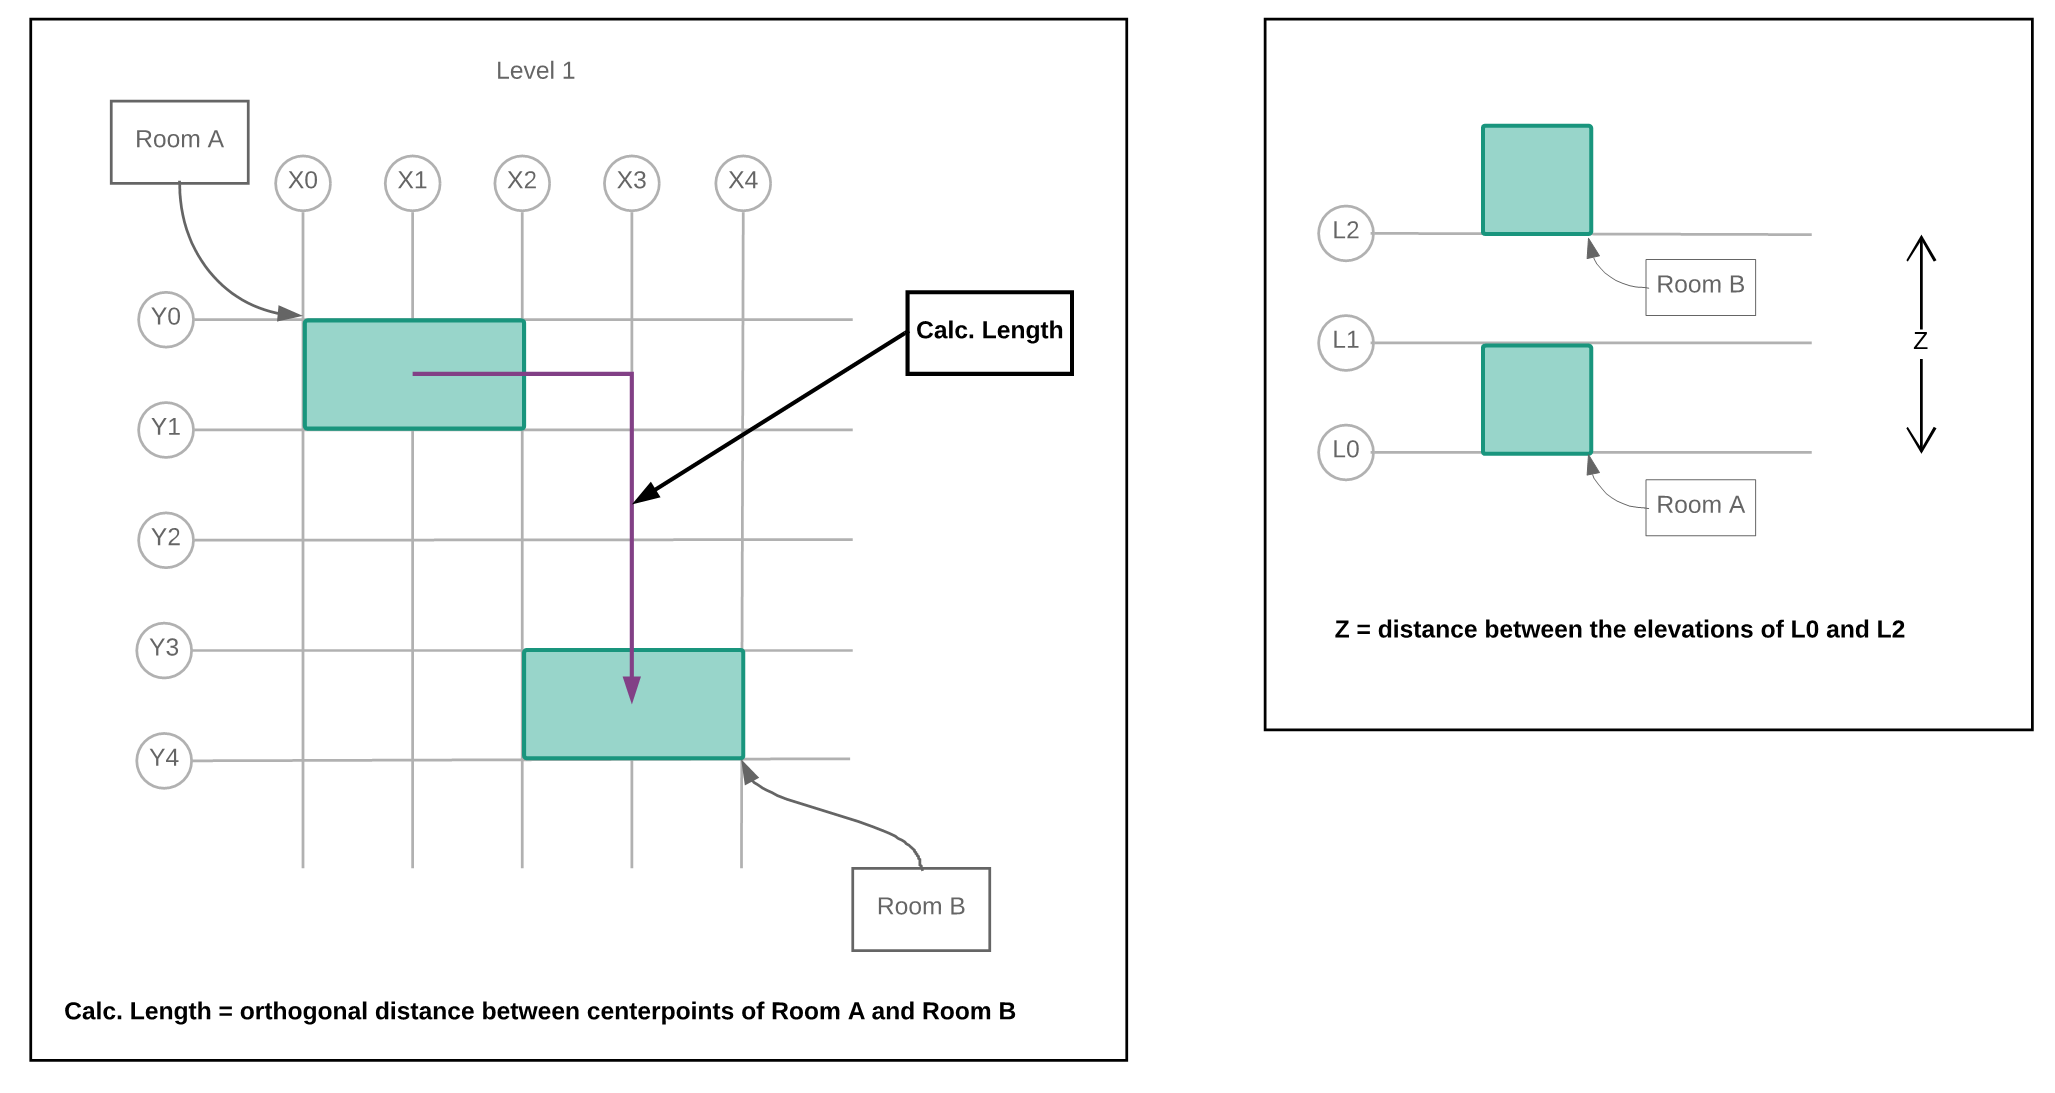 Level 1
Room A
X0
X1
X2
X3
X4
Y0
Y1
Y2
Y3
Y4
Calc. Length
Room B
Calc. Length = orthogonal distance between centerpoints of Room A and Room B
L2
Room B
L1
Z
L0
Room A
Z = distance between the elevations of L0 and L2